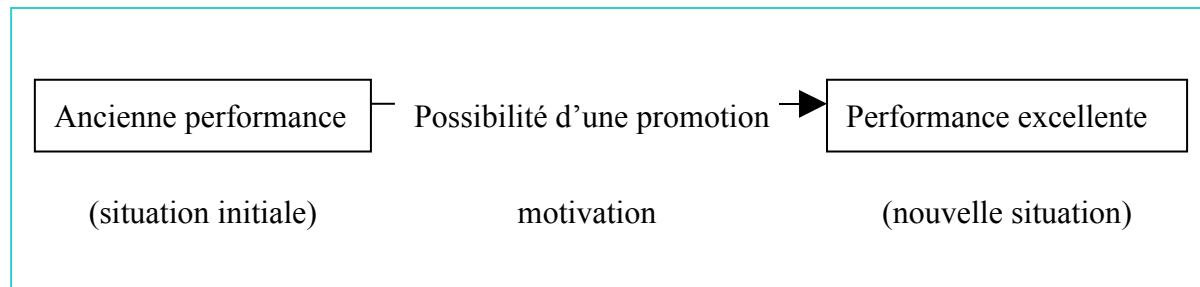 Ancienne performance Possibilité d’une promotion Performance excellente
(situation initiale) motivation (nouvelle situation)